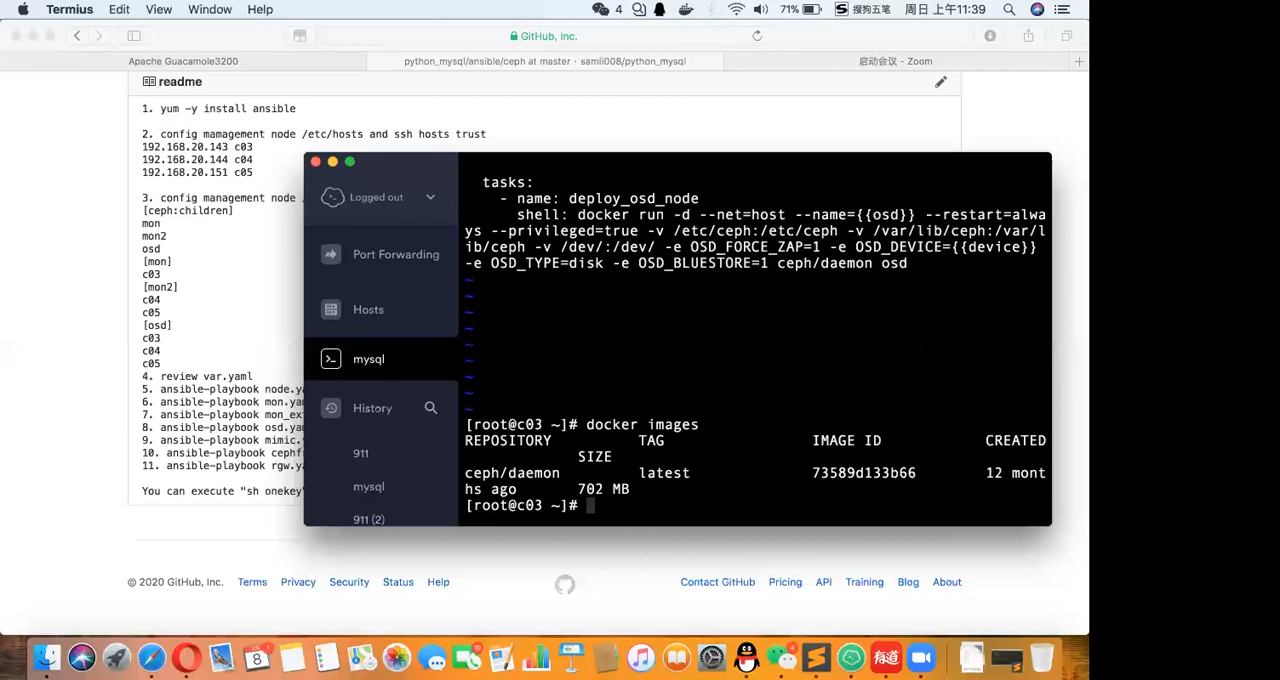 Termius Edit View Window Help 4 71% S 搜狗五笔 周日 上午11:39
GitHub, Inc.
Apache Guacamole3200 python_mysql/ansible/ceph at master · samli008/python_mysql 启动会议 - Zoom
readme
1. yum -y install ansible
2. config mamagement node /etc/hosts and ssh hosts trust
192.168.20.143 c03
192.168.20.144 c04
192.168.20.151 c05
3. config mamagement node /
[ceph:children]
mon
mon2
osd
[mon]
c03
[mon2]
c04
c05
[osd]
c03
c04
c05
4. review var.yaml
5. ansible-playbook node.ya
6. ansible-playbook mon.yam
7. ansible-playbook mon_ext
8. ansible-playbook osd.yam
9. ansible-playbook mimic.y
10. ansible-playbook cephfs
11. ansible-playbook rgw.ya
You can execute "sh onekey
Logged out
Port Forwarding
Hosts
mysql
History
911
mysql
911 (2)
tasks:
- name: deploy_osd_node
shell: docker run -d --net=host --name={{osd}} --restart=alwa
ys --privileged=true -v /etc/ceph:/etc/ceph -v /var/lib/ceph:/var/l
ib/ceph -v /dev/:/dev/ -e OSD_FORCE_ZAP=1 -e OSD_DEVICE={{device}}
-e OSD_TYPE=disk -e OSD_BLUESTORE=1 ceph/daemon osd
~
~
~
~
~
~
~
~
~
[root@c03 ~]# docker images
REPOSITORY TAG IMAGE ID CREATED
SIZE
ceph/daemon latest 73589d133b66 12 mont
hs ago 702 MB
[root@c03 ~]#
© 2020 GitHub, Inc. Terms Privacy Security Status Help Contact GitHub Pricing API Training Blog About
8
有道